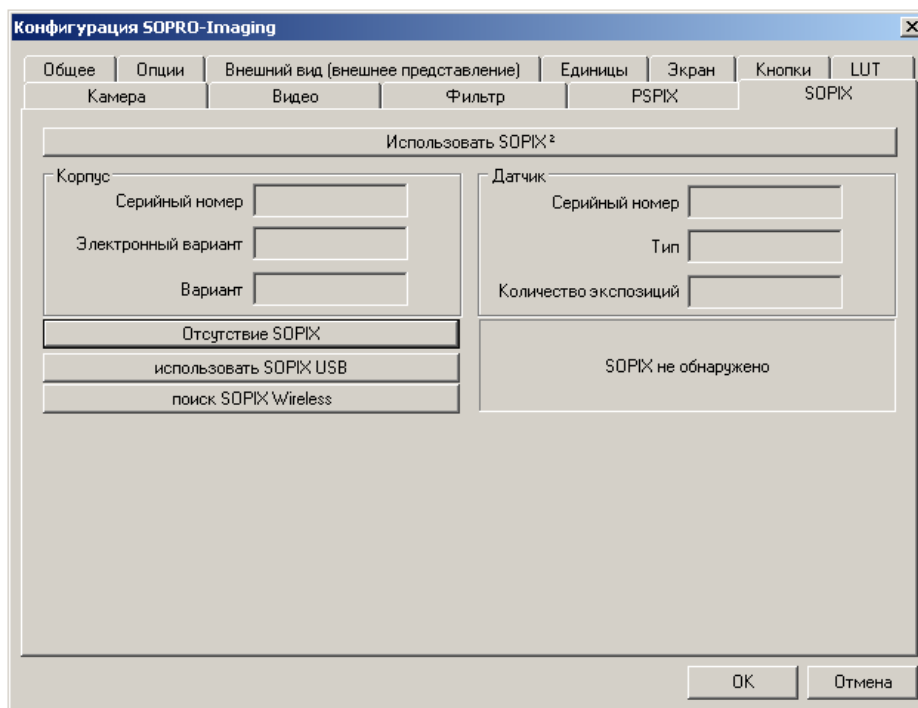 Конфигурация SOPRO-Imaging
Общее Опции Внешний вид (внешнее представление) Единицы Экран Кнопки LUT
Камера Видео Фильтр PSPIX SOPIX
Использовать SOPIX²
Корпус
Серийный номер
Электронный вариант
Вариант
Датчик
Серийный номер
Тип
Количество экспозиций
Отсутствие SOPIX
использовать SOPIX USB
поиск SOPIX Wireless
SOPIX не обнаружено
OK Отмена